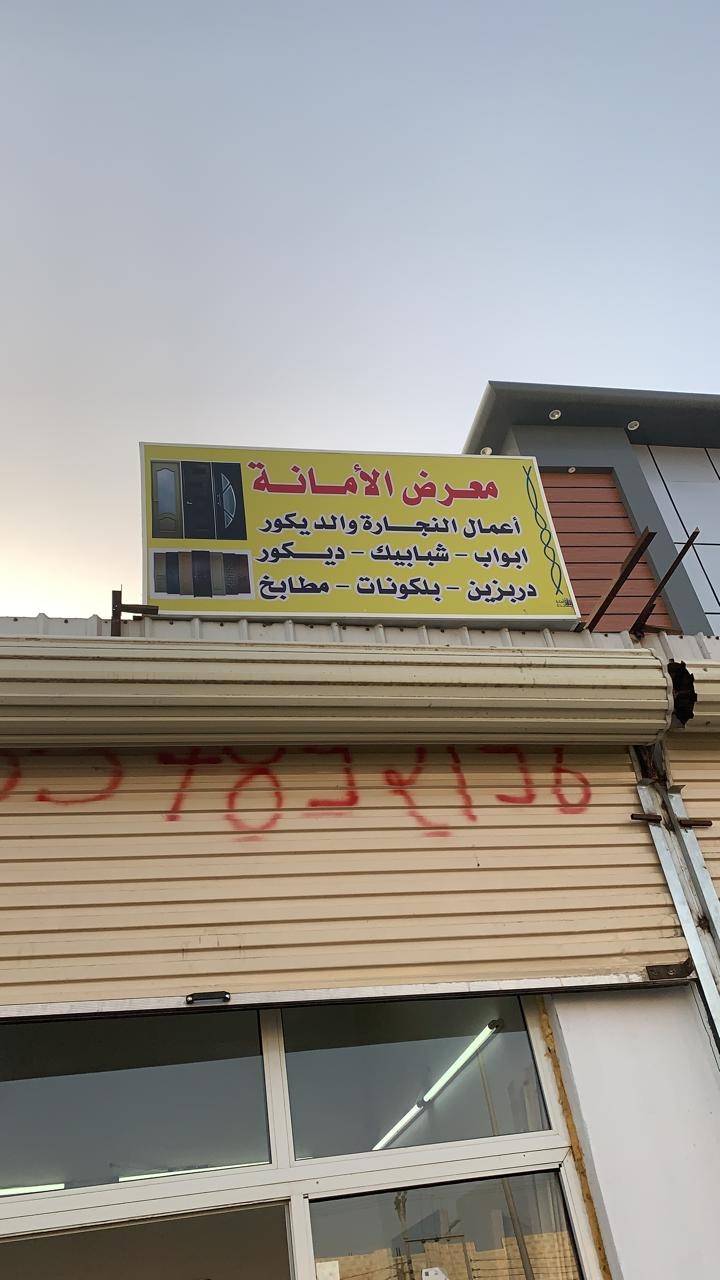 معرض الأمانة
أعمال النجارة والديكور
ابواب - شبابيك - ديكور
دربزين - بلكونات - مطابخ